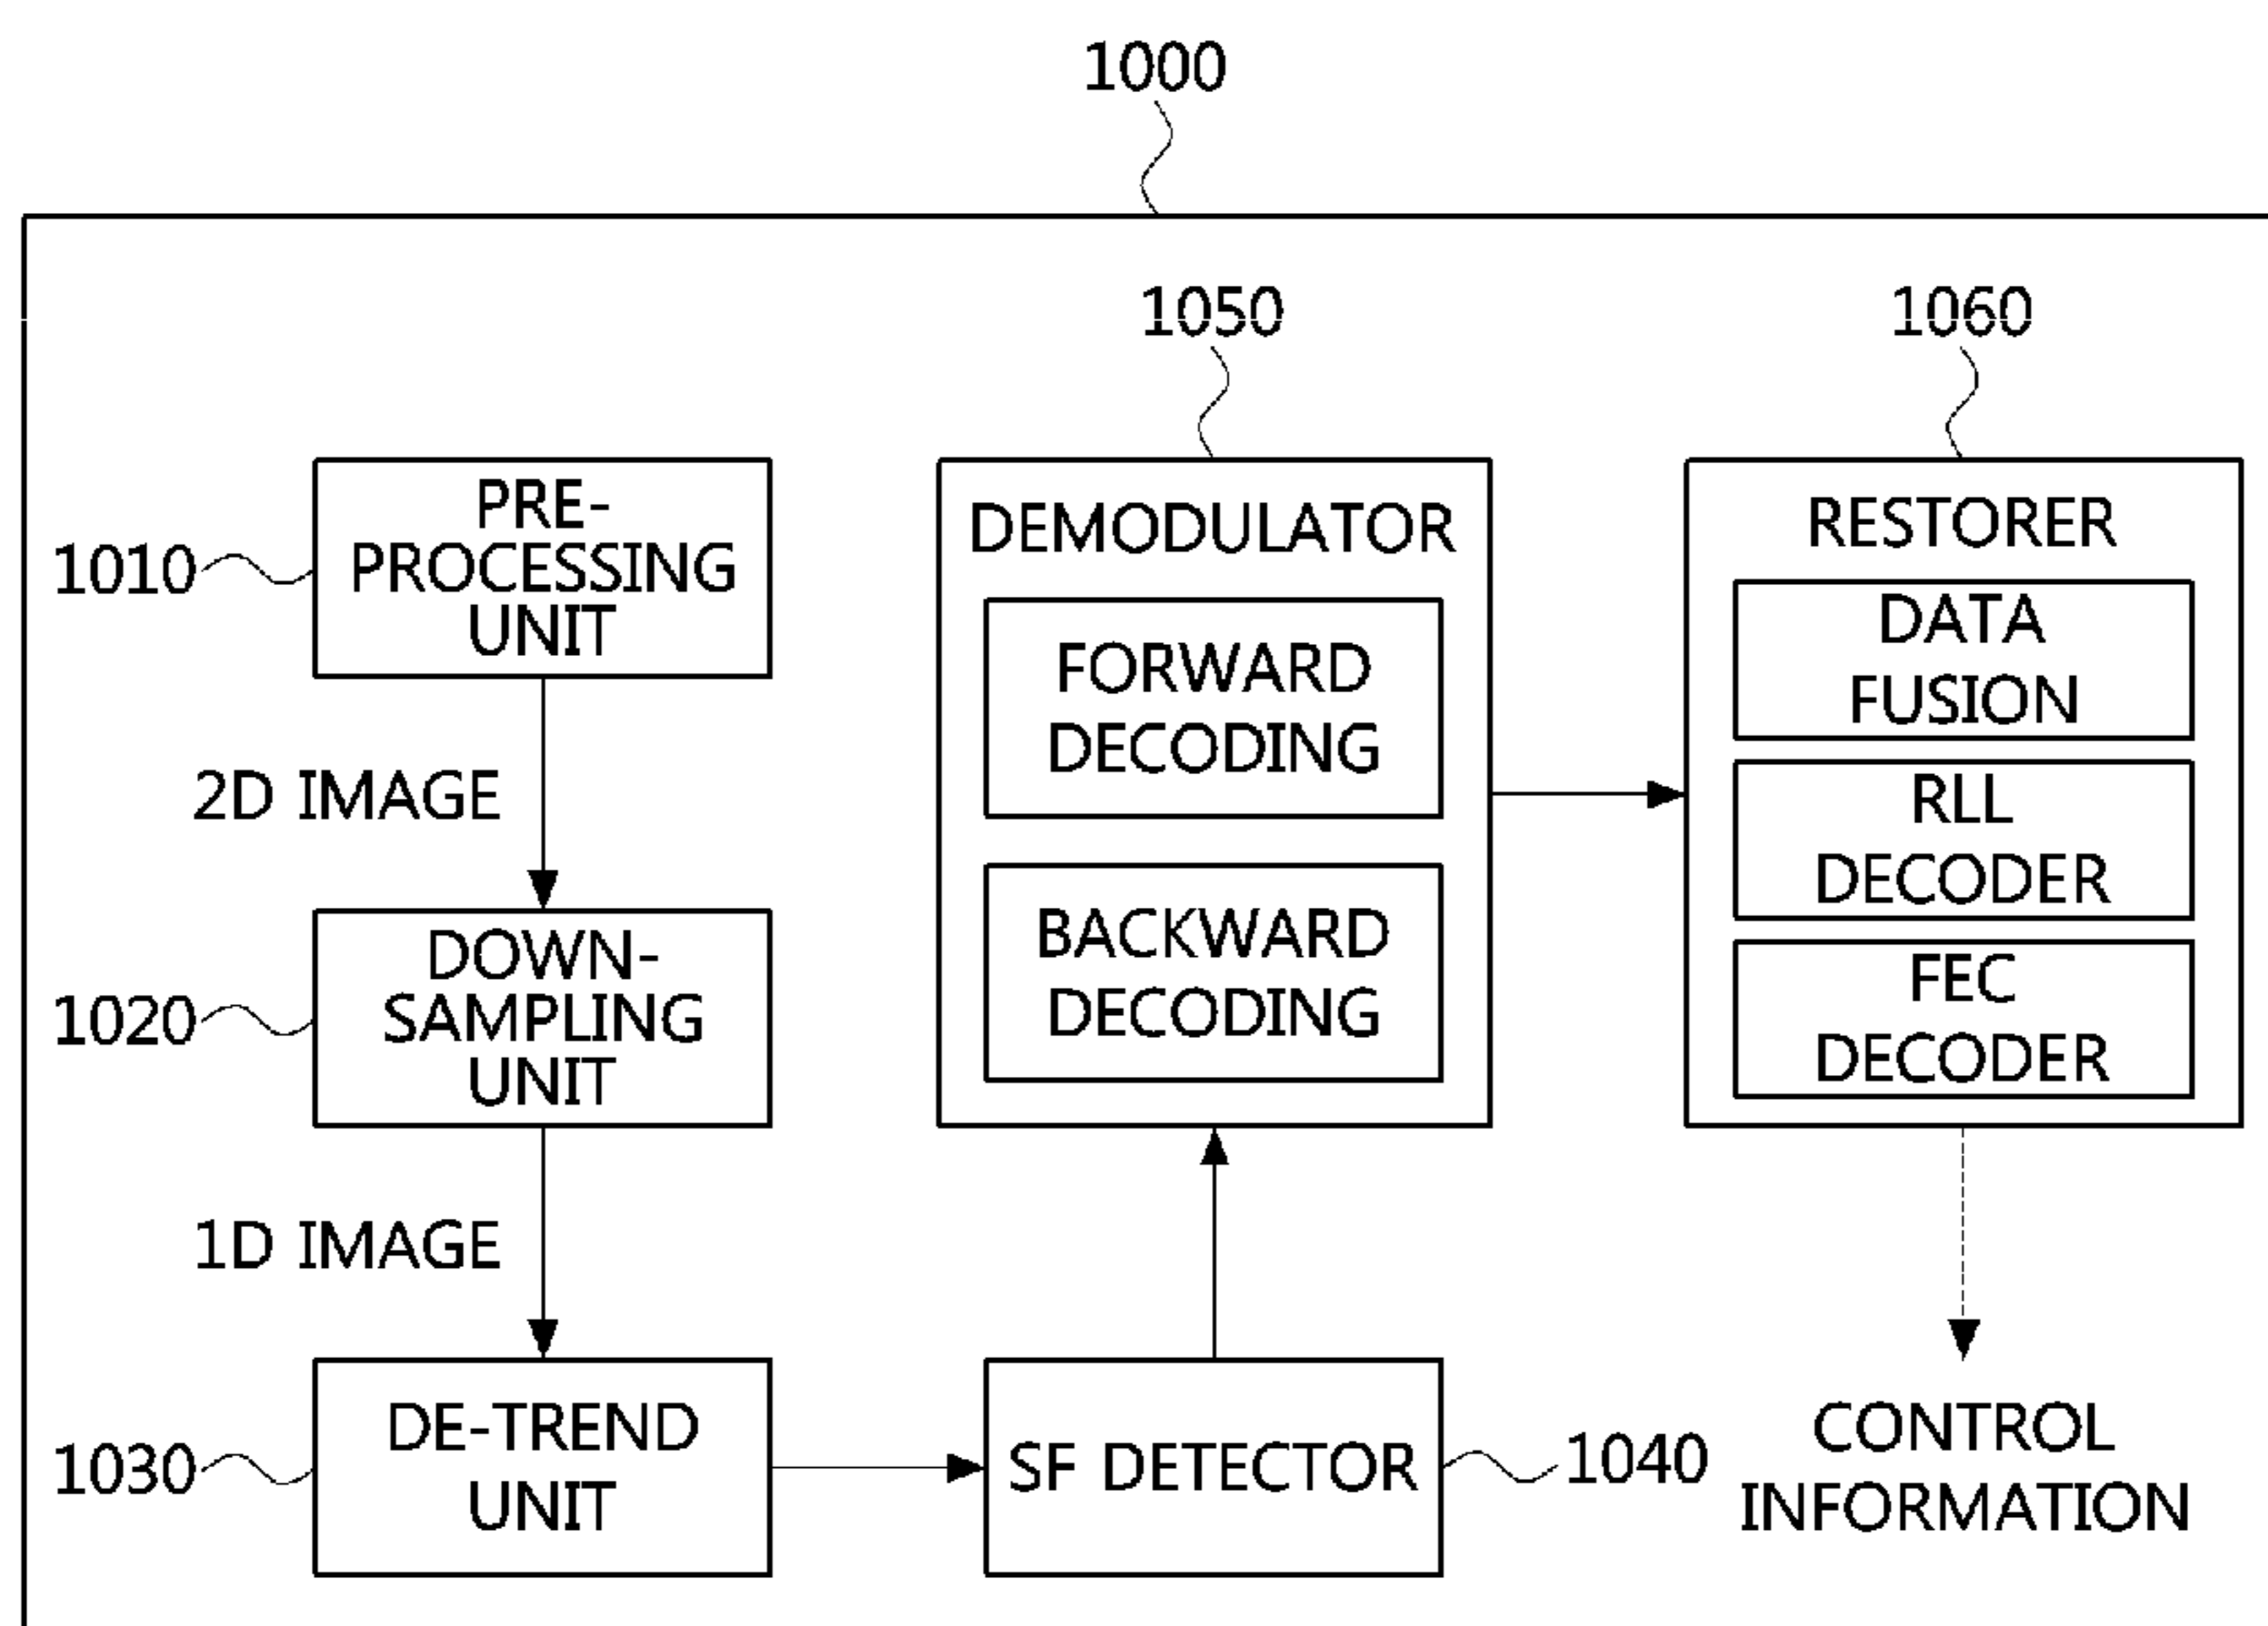 1000
1050
1060
1010
PRE-
PROCESSING
UNIT
2D IMAGE
1020
DOWN-
SAMPLING
UNIT
1D IMAGE
1030
DE-TREND
UNIT
SF DETECTOR
1040
DEMODULATOR
FORWARD
DECODING
BACKWARD
DECODING
RESTORER
DATA
FUSION
RLL
DECODER
FEC
DECODER
CONTROL
INFORMATION